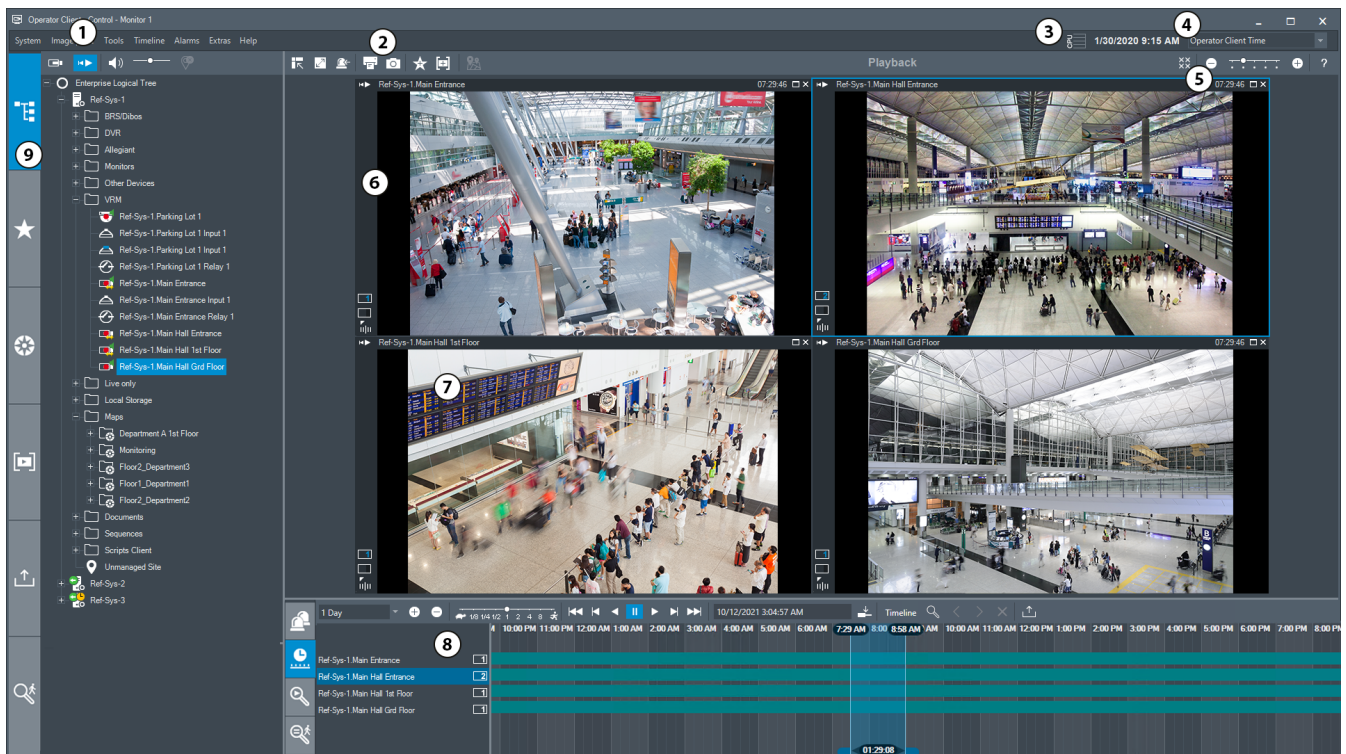 Operator Client - Control - Monitor 1
1
System Image Tools Timeline Alarms Extras Help
2
3
1/30/2020 9:15 AM
4
Operator Client Time
Playback
5
?
Enterprise Logical Tree
Ref-Sys-1
BRS/Dibos
DVR
Allegiant
Monitors
Other Devices
VRM
Ref-Sys-1.Parking Lot 1
Ref-Sys-1.Parking Lot 1 Input 1
Ref-Sys-1.Parking Lot 1 Input 1
Ref-Sys-1.Parking Lot 1 Relay 1
Ref-Sys-1.Main Entrance
Ref-Sys-1.Main Entrance Input 1
Ref-Sys-1.Main Entrance Relay 1
Ref-Sys-1.Main Hall Entrance
Ref-Sys-1.Main Hall 1st Floor
Ref-Sys-1.Main Hall Grd Floor
Live only
Local Storage
Maps
Department A 1st Floor
Monitoring
Floor2_Department3
Floor1_Department1
Floor2_Department2
Documents
Sequences
Scripts Client
Unmanaged Site
Ref-Sys-2
Ref-Sys-3
9
Ref-Sys-1.Main Entrance 07:29:46
6
1
Ref-Sys-1.Main Hall Entrance 07:29:46
2
Ref-Sys-1.Main Hall 1st Floor
7
1
Ref-Sys-1.Main Hall Grd Floor 07:29:46
1
1 Day
1/8 1/4 1/2 1 2 4 8
10/12/2021 3:04:57 AM
Timeline
8
10:00 PM 11:00 PM 12:00 AM 1:00 AM 2:00 AM 3:00 AM 4:00 AM 5:00 AM 6:00 AM 7:29 AM 8:00 8:58 AM AM 10:00 AM 11:00 AM 12:00 PM 1:00 PM 2:00 PM 3:00 PM 4:00 PM 5:00 PM 6:00 PM 7:00 PM 8:00 P
Ref-Sys-1.Main Entrance 1
Ref-Sys-1.Main Hall Entrance 2
Ref-Sys-1.Main Hall 1st Floor 1
Ref-Sys-1.Main Hall Grd Floor 1
01:29:08